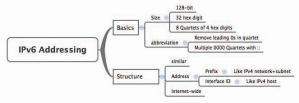 IPv6 Addressing
Basics
Size
128-bit
32 hex digit
8 Quartets of 4 hex digits
abbreviation
Remove leading 0s in quartet
Multiple 0000 Quartets with ::
Structure
similar
Address
Prefix
Like IPv4 network+subnet
Interface ID
Like IPv4 host
Internet-wide